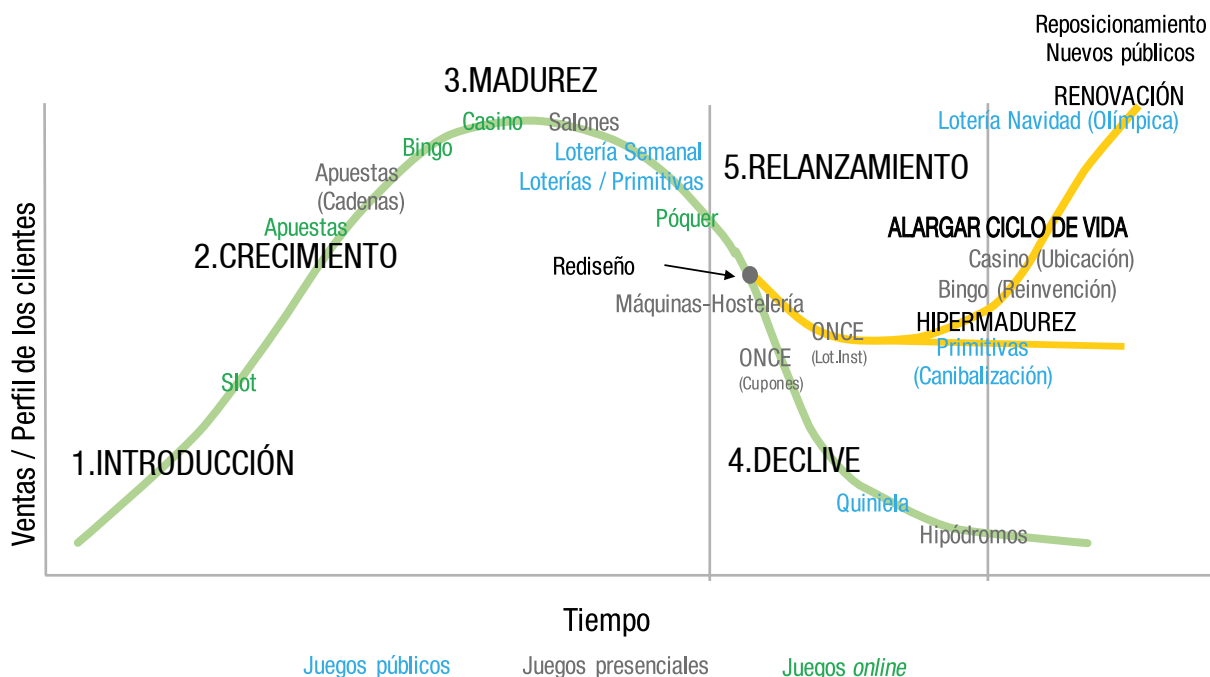 Reposicionamiento
Nuevos públicos
RENOVACIÓN
Lotería Navidad (Olímpica)
3.MADUREZ
Casino
Salones
Bingo
Lotería Semanal
Loterías / Primitivas
Apuestas
(Cadenas)
5.RELANZAMIENTO
Póquer
Apuestas
2.CRECIMIENTO
ALARGAR CICLO DE VIDA
Casino (Ubicación)
Bingo (Reinvención)
Rediseño
Máquinas-Hostelería
HIPERMADUREZ
Primitivas
(Canibalización)
ONCE
(Lot.Inst)
ONCE
(Cupones)
Slot
1.INTRODUCCIÓN
4.DECLIVE
Quiniela
Hipódromos
Ventas / Perfil de los clientes
Tiempo
Juegos públicos
Juegos presenciales
Juegos online